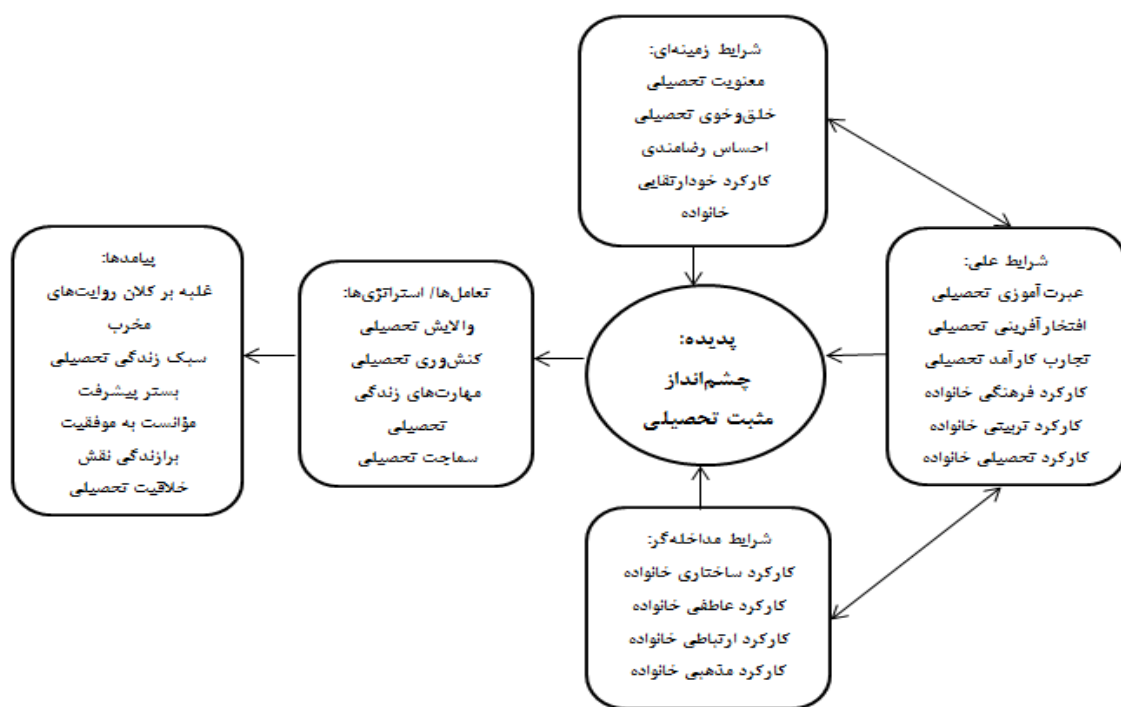 شرایط زمینه‌ای:
معنویت تحصیلی
خلق‌وخوی تحصیلی
احساس رضامندی
کارکرد خودارتقایی
خانواده
شرایط علی:
عبرت‌آموزی تحصیلی
افتخارآفرینی تحصیلی
تجارب کارآمد تحصیلی
کارکرد فرهنگی خانواده
کارکرد تربیتی خانواده
کارکرد تحصیلی خانواده
پدیده:
چشم‌انداز
مثبت تحصیلی
شرایط مداخله‌گر:
کارکرد ساختاری خانواده
کارکرد عاطفی خانواده
کارکرد ارتباطی خانواده
کارکرد مذهبی خانواده
تعامل‌ها/ استراتژی‌ها:
والایش تحصیلی
کنش‌وری تحصیلی
مهارت‌های زندگی
تحصیلی
سماجت تحصیلی
پیامدها:
غلبه بر کلان روایت‌های
مخرب
سبک زندگی تحصیلی
بستر پیشرفت
مؤانست به موفقیت
برازندگی نقش
خلاقیت تحصیلی